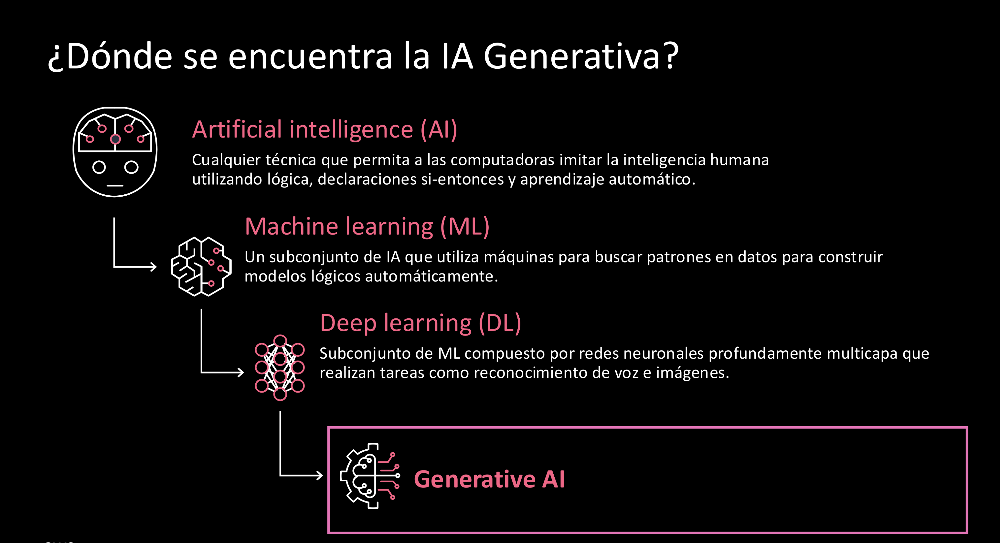 ¿Dónde se encuentra la IA Generativa?
Artificial intelligence (AI)
Cualquier técnica que permita a las computadoras imitar la inteligencia humana
utilizando lógica, declaraciones si-entonces y aprendizaje automático.
Machine learning (ML)
Un subconjunto de IA que utiliza máquinas para buscar patrones en datos para construir
modelos lógicos automáticamente.
Deep learning (DL)
Subconjunto de ML compuesto por redes neuronales profundamente multicapa que
realizan tareas como reconocimiento de voz e imágenes.
Generative AI